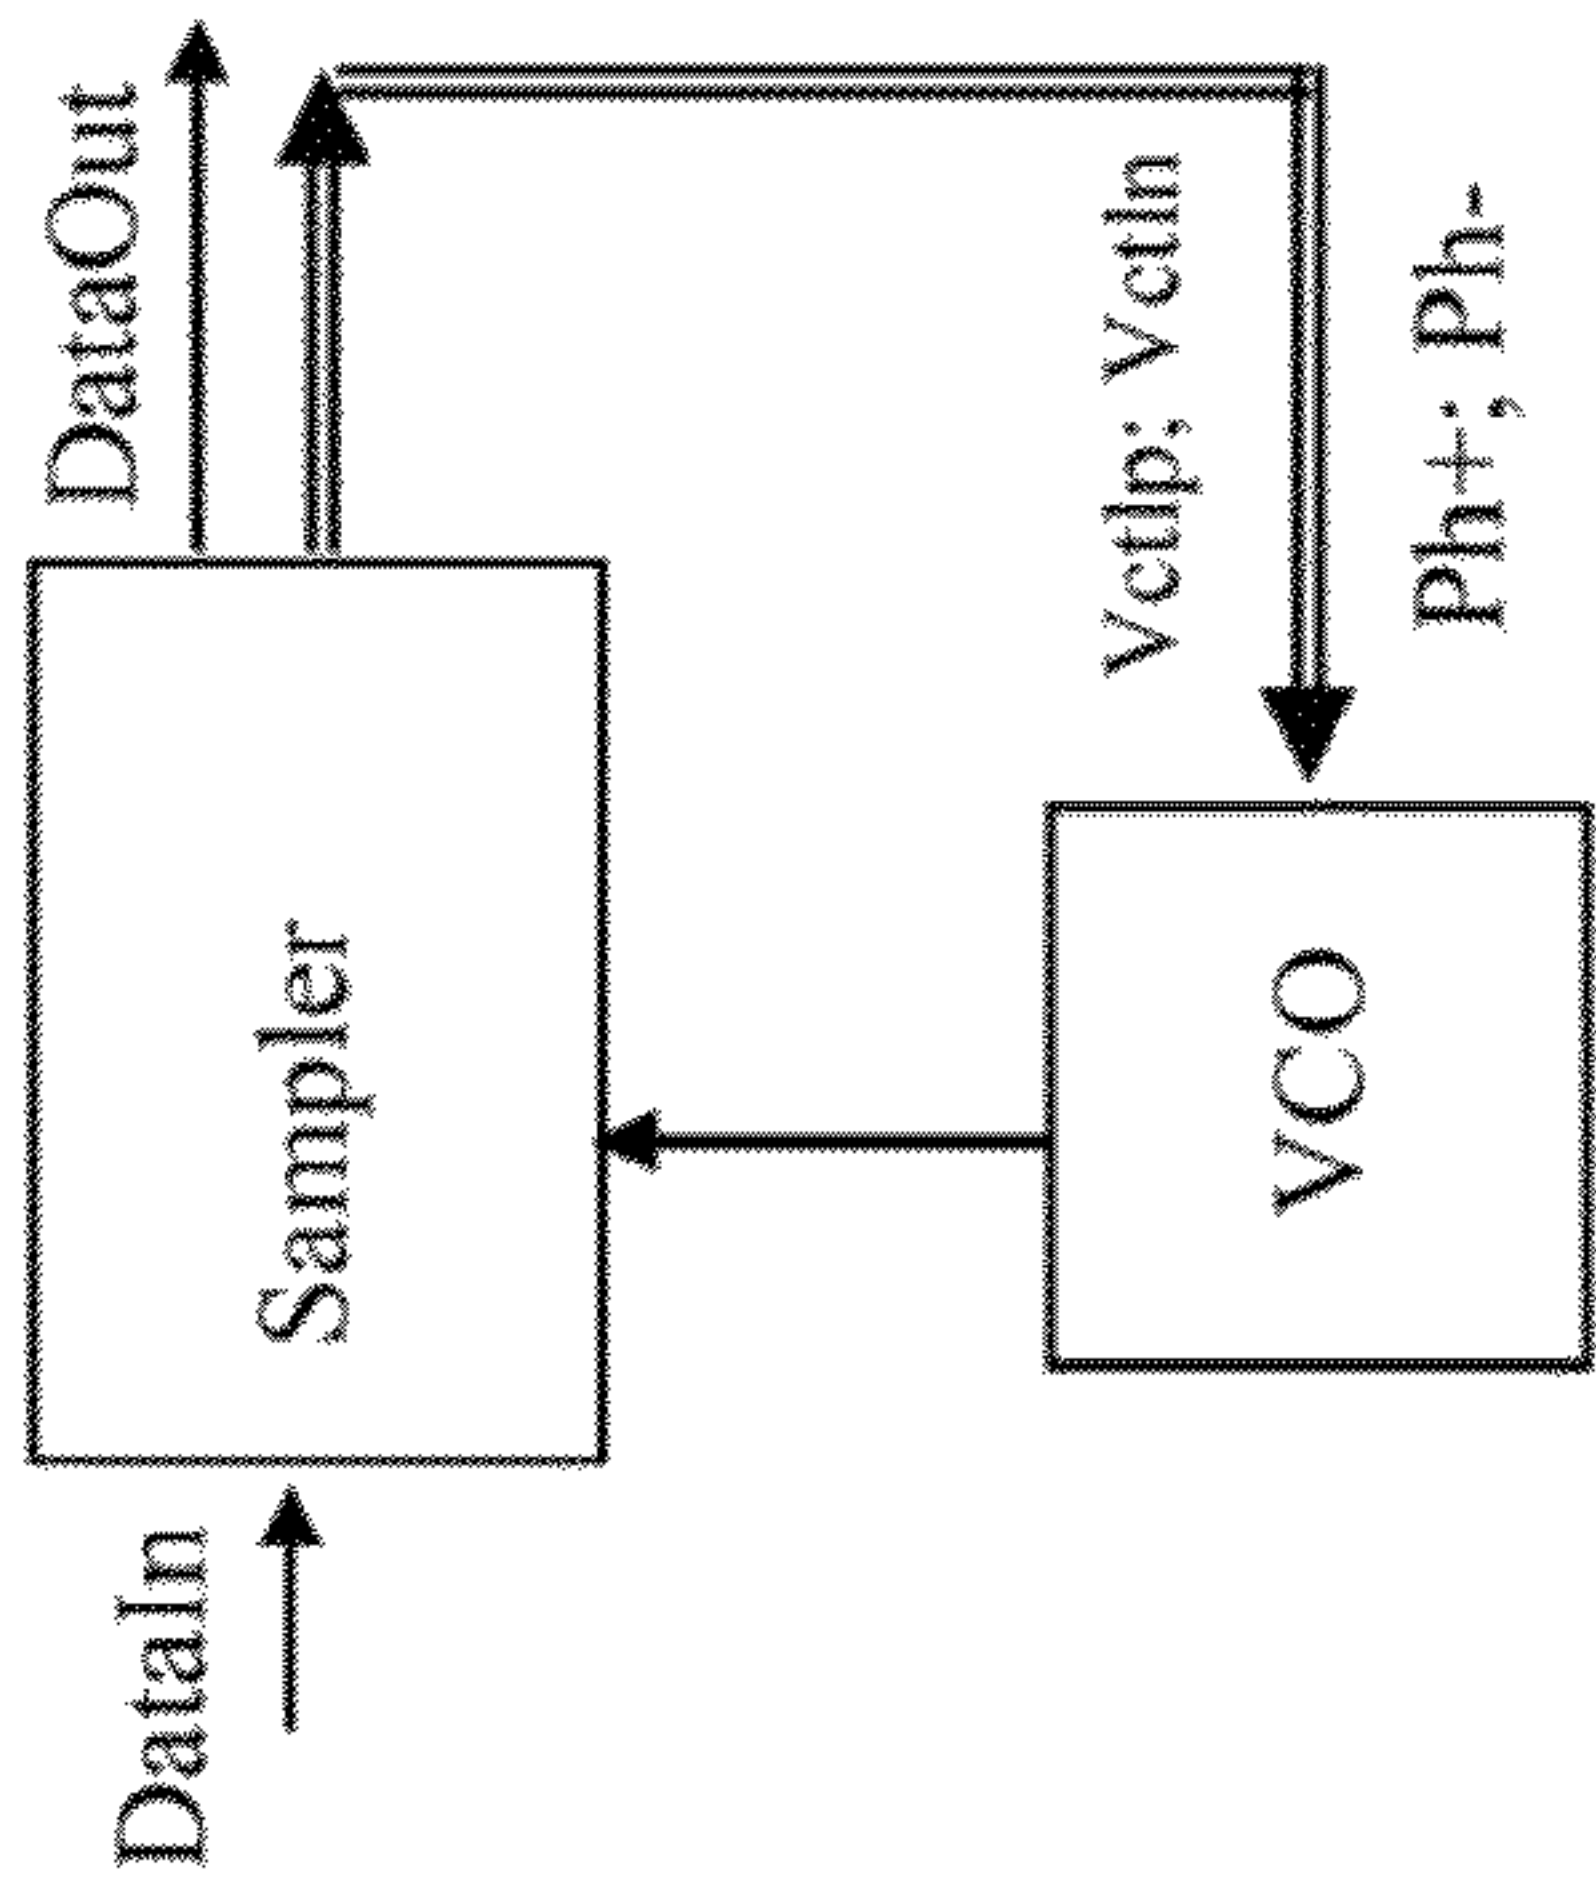 DataIn
Sampler
DataOut
Vctlp; Vctln
VCO
Ph+; Ph-